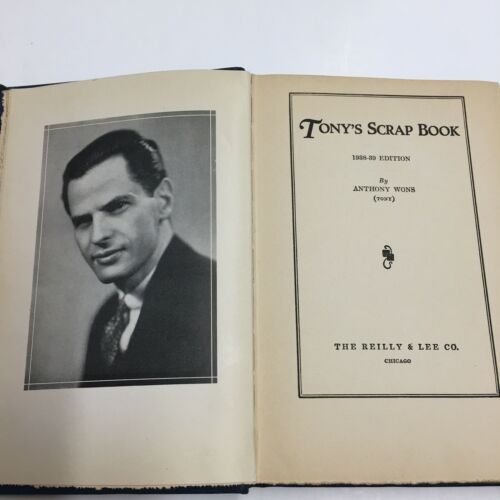 TONY'S SCRAP BOOK
1938-39 EDITION
By
ANTHONY WONS
(TONY)
THE REILLY & LEE CO.
CHICAGO